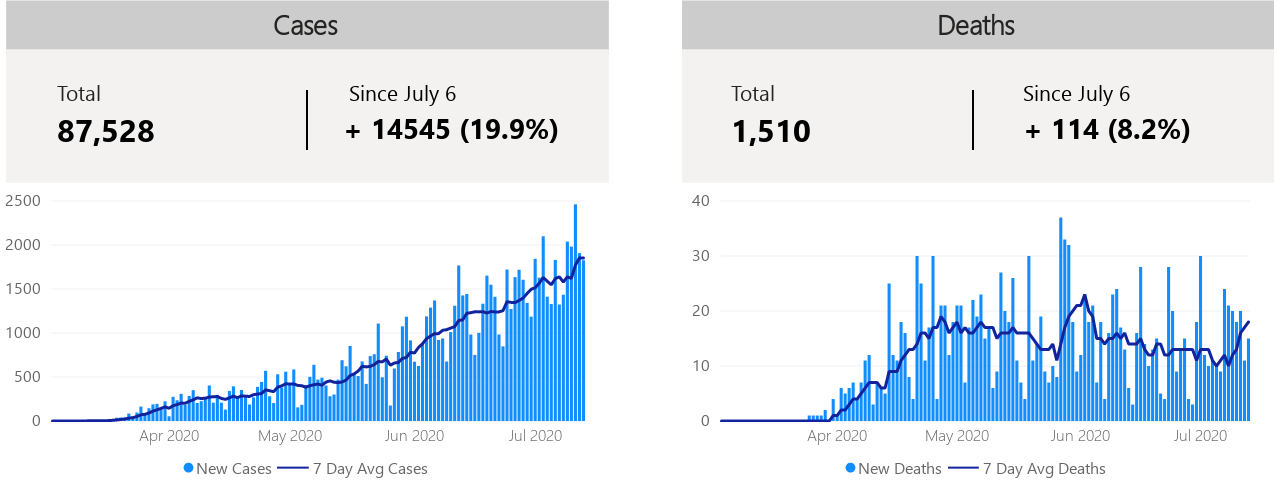 Cases
Total
87,528
Since July 6
+ 14545 (19.9%)
2500
2000
1500
1000
500
0
Apr 2020 May 2020 Jun 2020 Jul 2020
New Cases 7 Day Avg Cases
Deaths
Total
1,510
Since July 6
+ 114 (8.2%)
40
30
20
10
0
Apr 2020 May 2020 Jun 2020 Jul 2020
New Deaths 7 Day Avg Deaths